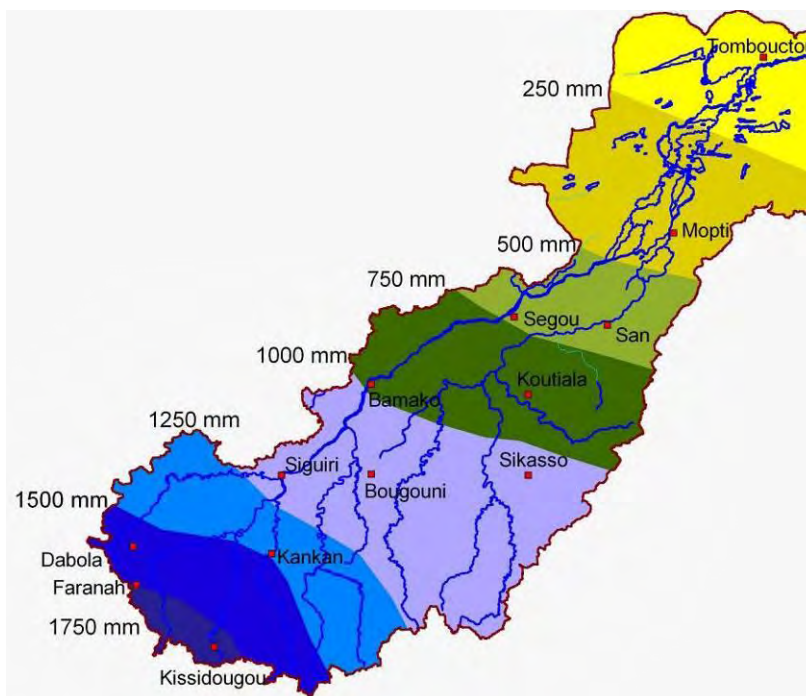 Tombouctou
250 mm
Mopti
500 mm
750 mm
Segou
San
1000 mm
Koutiala
Bamako
1250 mm
Siguiri
Sikasso
Bougouni
1500 mm
Dabola
Kankan
Faranah
1750 mm
Kissidougou